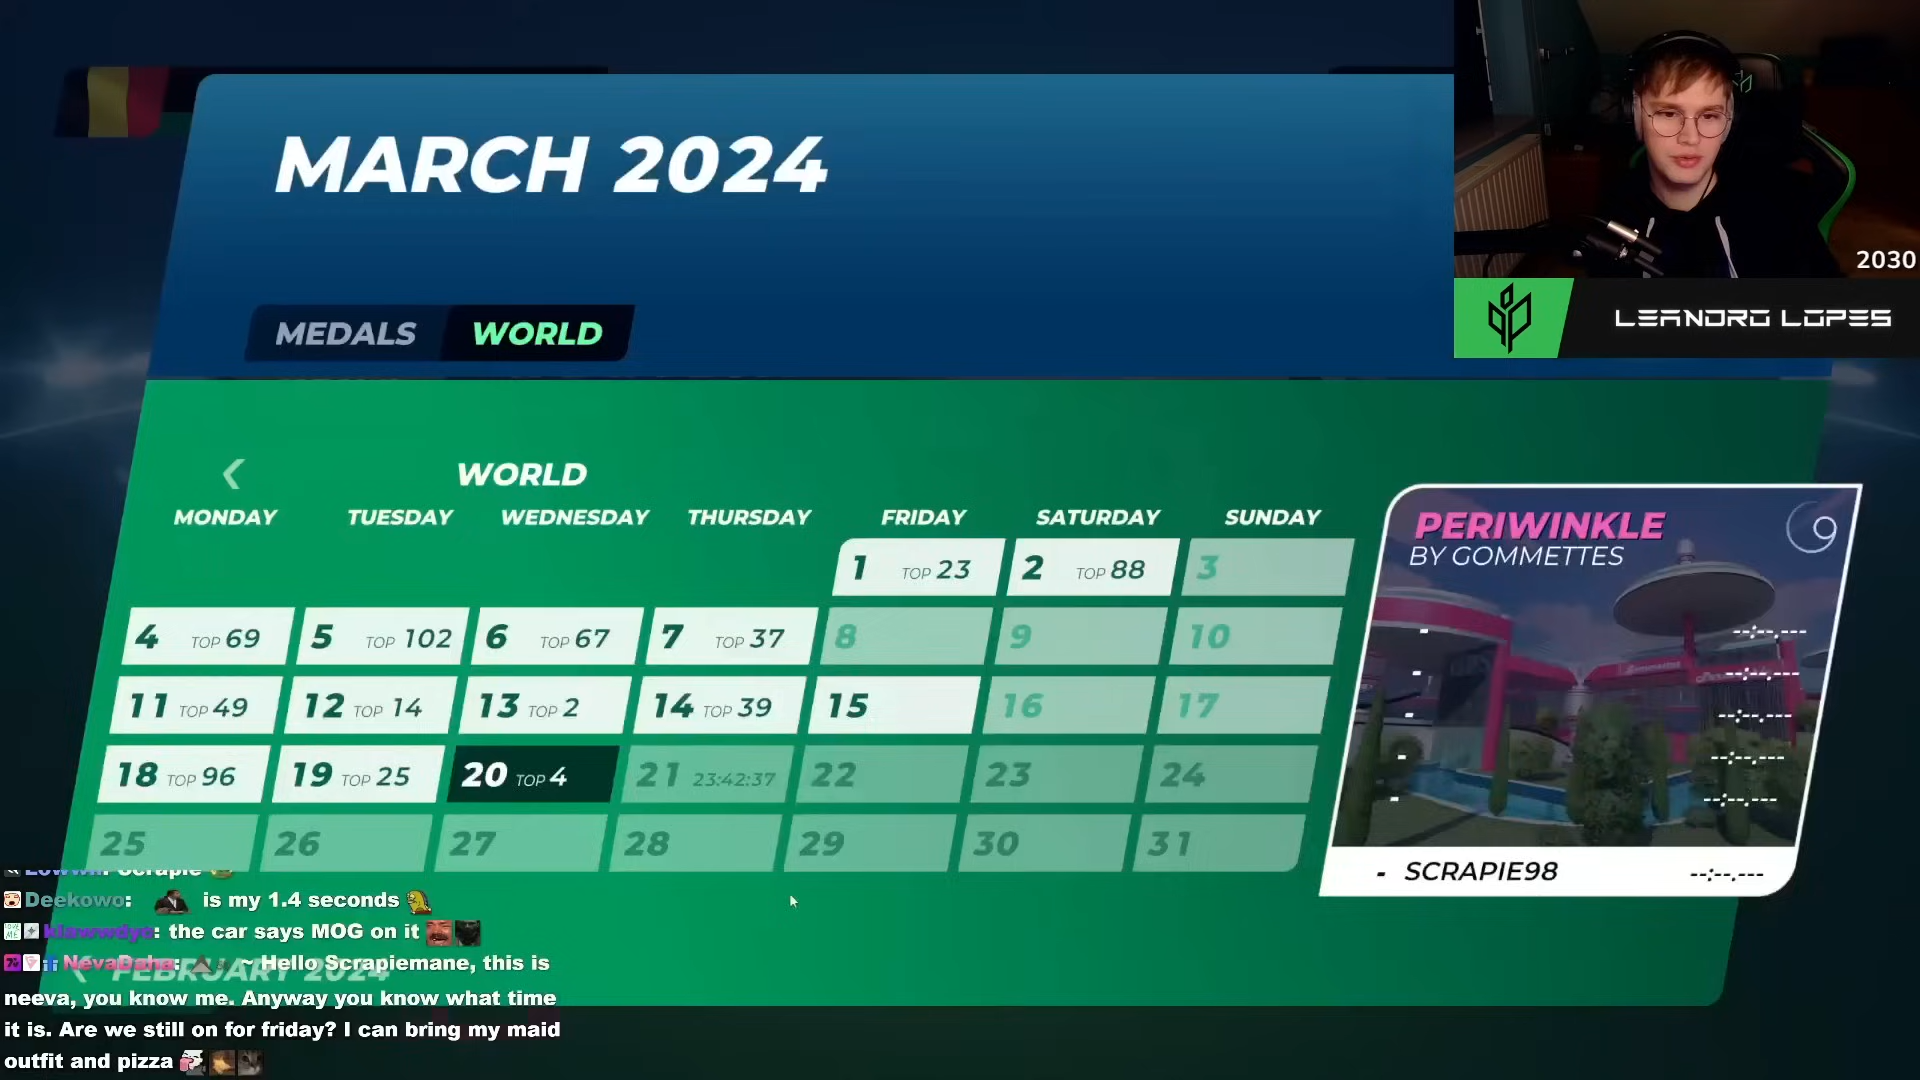 MARCH 2024
MEDALS WORLD
2030
LEANDRO LOPES
WORLD
MONDAY TUESDAY WEDNESDAY THURSDAY FRIDAY SATURDAY SUNDAY
1 TOP 23 2 TOP 88 3
4 TOP 69 5 TOP 102 6 TOP 67 7 TOP 37 8 9 10
11 TOP 49 12 TOP 14 13 TOP 2 14 TOP 39 15 16 17
18 TOP 96 19 TOP 25 20 TOP 4 21 23:42:37 22 23 24
25 26 27 28 29 30 31
PERIWINKLE
BY GOMMETTES
- --:--.---
- --:--.---
- --:--.---
- --:--.---
- --:--.---
- SCRAPIE98 --:--.---
Scrapie
Deekowo: is my 1.4 seconds
: the car says MOG on it
FEBRUARY 2024
NevaDaha: ~ Hello Scrapiemane, this is
neeva, you know me. Anyway you know what time
it is. Are we still on for friday? I can bring my maid
outfit and pizza